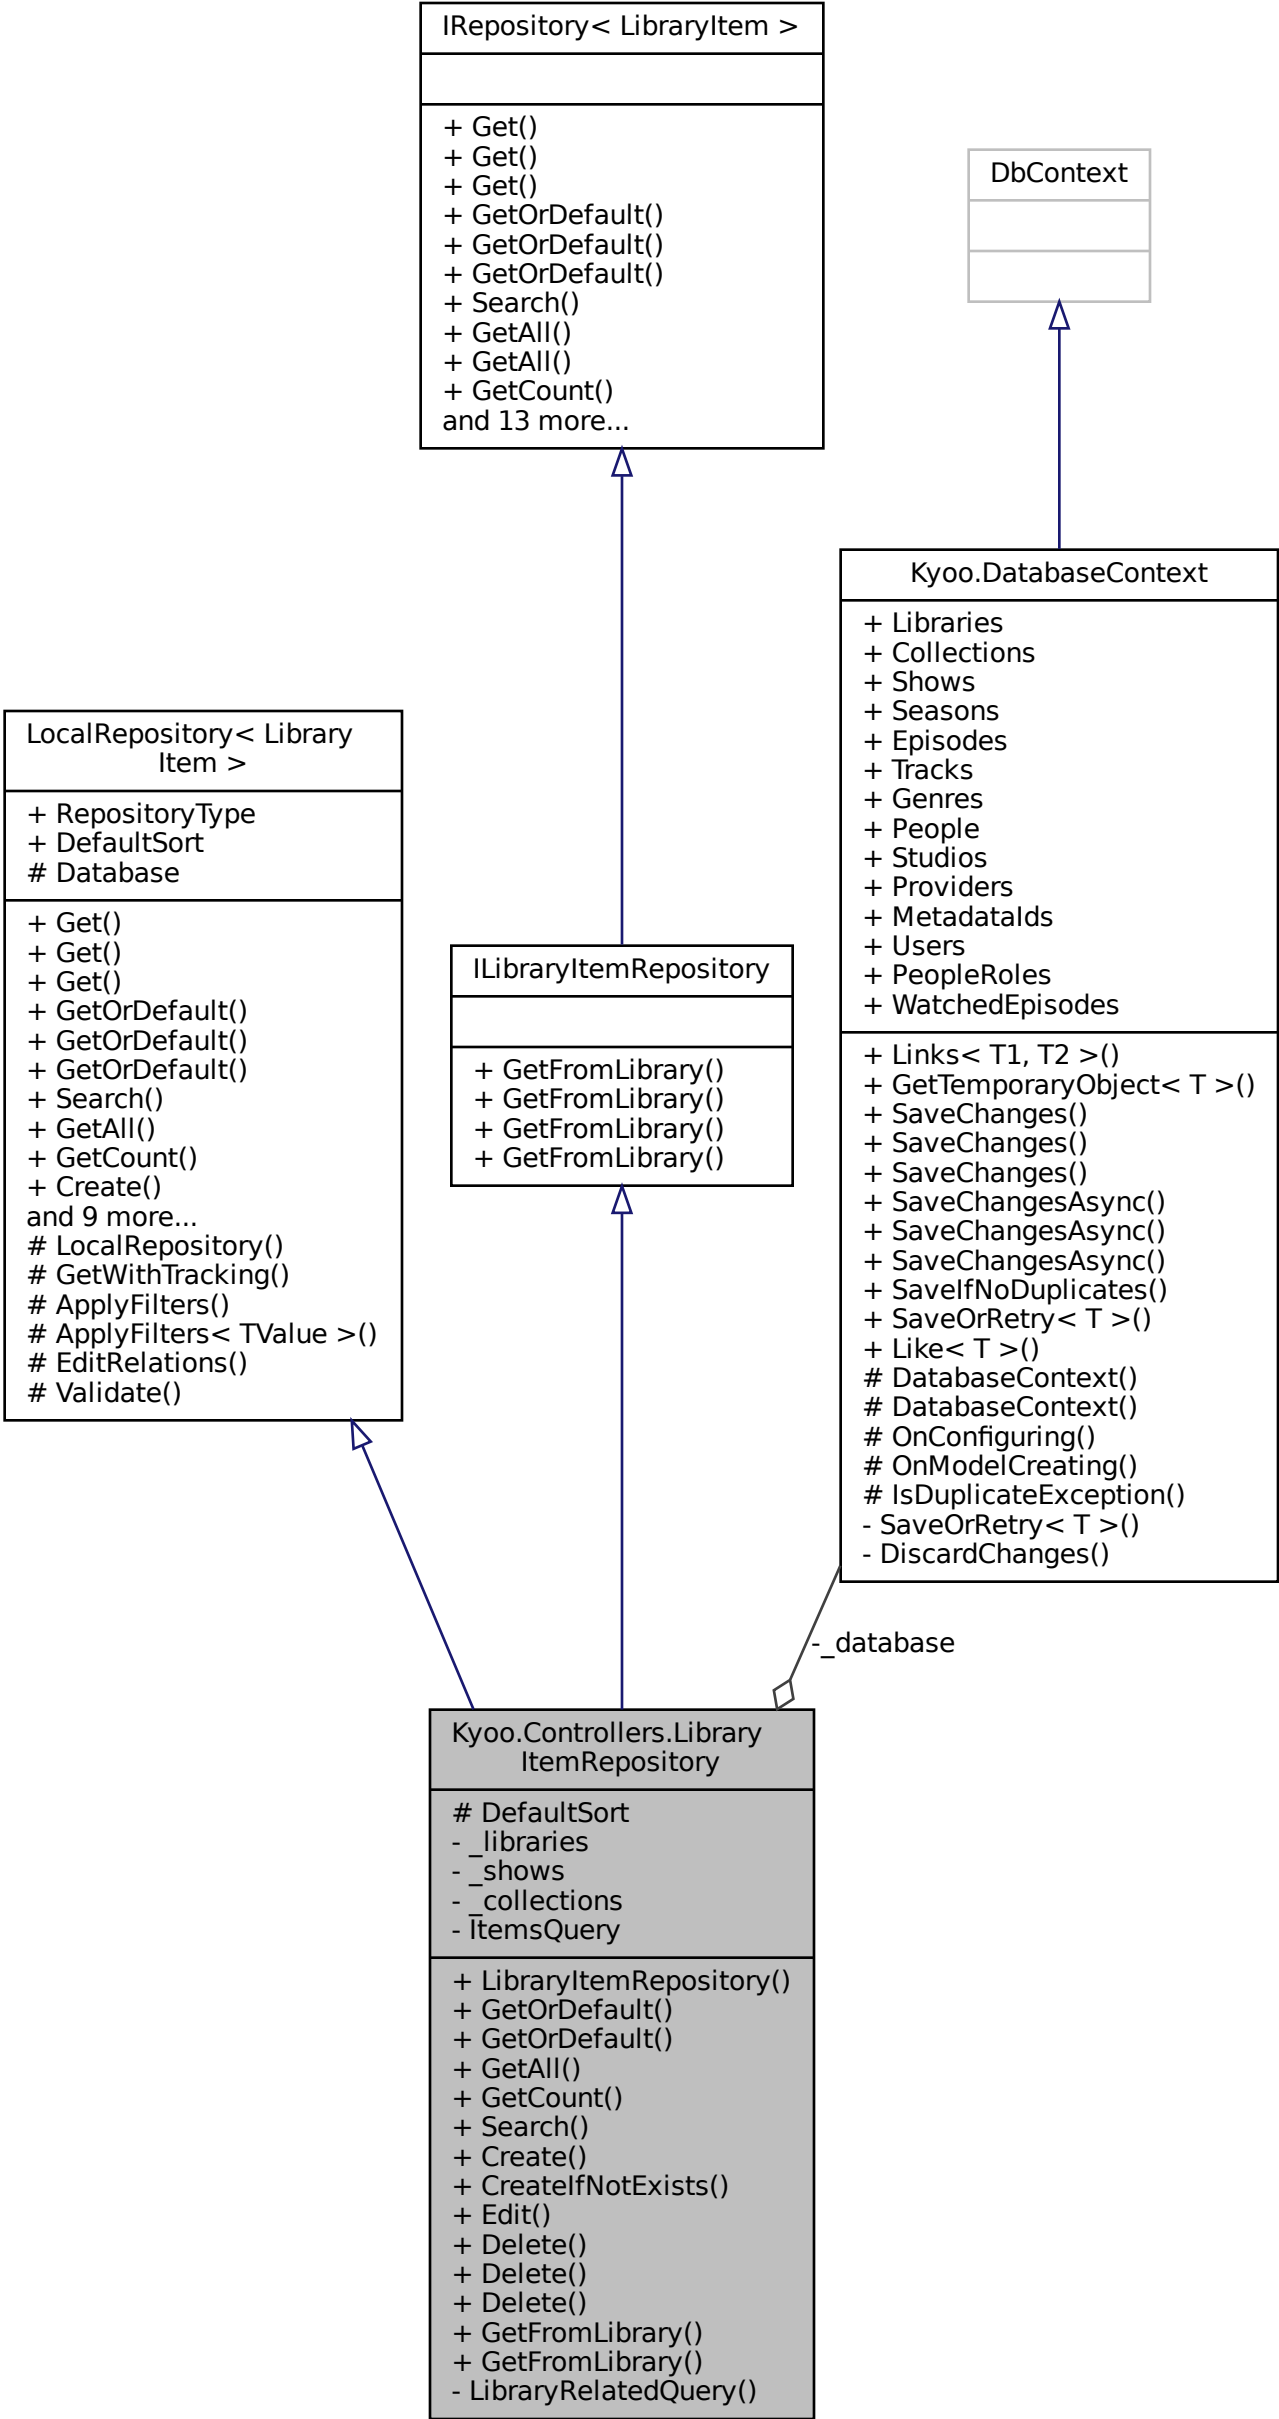 IRepository< LibraryItem >
+ Get()
+ Get()
+ Get()
+ GetOrDefault()
+ GetOrDefault()
+ GetOrDefault()
+ Search()
+ GetAll()
+ GetAll()
+ GetCount()
and 13 more...
DbContext
Kyoo.DatabaseContext
+ Libraries
+ Collections
+ Shows
+ Seasons
+ Episodes
+ Tracks
+ Genres
+ People
+ Studios
+ Providers
+ MetadataIds
+ Users
+ PeopleRoles
+ WatchedEpisodes
+ Links< T1, T2 >()
+ GetTemporaryObject< T >()
+ SaveChanges()
+ SaveChanges()
+ SaveChanges()
+ SaveChangesAsync()
+ SaveChangesAsync()
+ SaveChangesAsync()
+ SaveIfNoDuplicates()
+ SaveOrRetry< T >()
+ Like< T >()
# DatabaseContext()
# DatabaseContext()
# OnConfiguring()
# OnModelCreating()
# IsDuplicateException()
- SaveOrRetry< T >()
- DiscardChanges()
LocalRepository< Library
Item >
+ RepositoryType
+ DefaultSort
# Database
+ Get()
+ Get()
+ Get()
+ GetOrDefault()
+ GetOrDefault()
+ GetOrDefault()
+ Search()
+ GetAll()
+ GetCount()
+ Create()
and 9 more...
# LocalRepository()
# GetWithTracking()
# ApplyFilters()
# ApplyFilters< TValue >()
# EditRelations()
# Validate()
ILibraryItemRepository
+ GetFromLibrary()
+ GetFromLibrary()
+ GetFromLibrary()
+ GetFromLibrary()
-_database
Kyoo.Controllers.Library
ItemRepository
# DefaultSort
- _libraries
- _shows
- _collections
- ItemsQuery
+ LibraryItemRepository()
+ GetOrDefault()
+ GetOrDefault()
+ GetAll()
+ GetCount()
+ Search()
+ Create()
+ CreateIfNotExists()
+ Edit()
+ Delete()
+ Delete()
+ Delete()
+ GetFromLibrary()
+ GetFromLibrary()
- LibraryRelatedQuery()